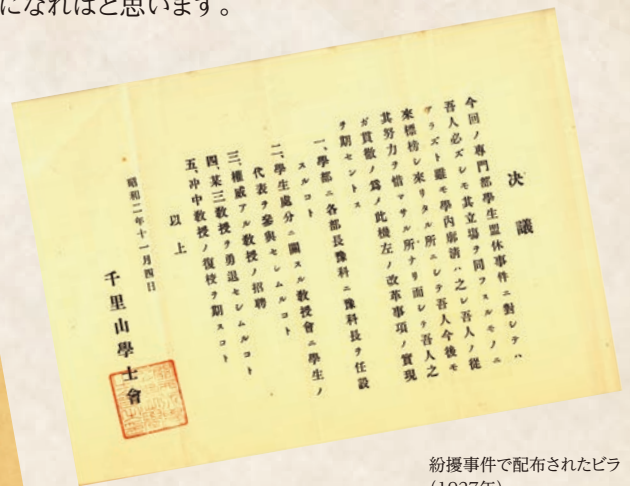 になればと思います。
決議
今回ノ専門部學生盟休事件ニ對シテハ
吾人必ズシモ其立場ヲ同フスルモノニ
アラズト雖モ學內廓淸ハ之レ吾人ノ從
來標榜シ來リタル所ニシテ吾人今後モ
其努力ヲ惜マサル所ナリ而シテ吾人之
ガ貫徹ノ爲メ此機左ノ改革事項ノ實現
ヲ期セントス
一、學部ニ各部長豫科ニ豫科長ヲ任設
スルコト
二、學生處分ニ關スル教授會ニ學生ノ
代表ヲ參與セシムルコト
三、權威アル教授ノ招聘
四、某三教授ヲ勇退セシムルコト
五、冲中教授ノ復校ヲ期スコト
以上
昭和二年十一月四日
千里山學士會
紛擾事件で配布されたビラ
(1927年)